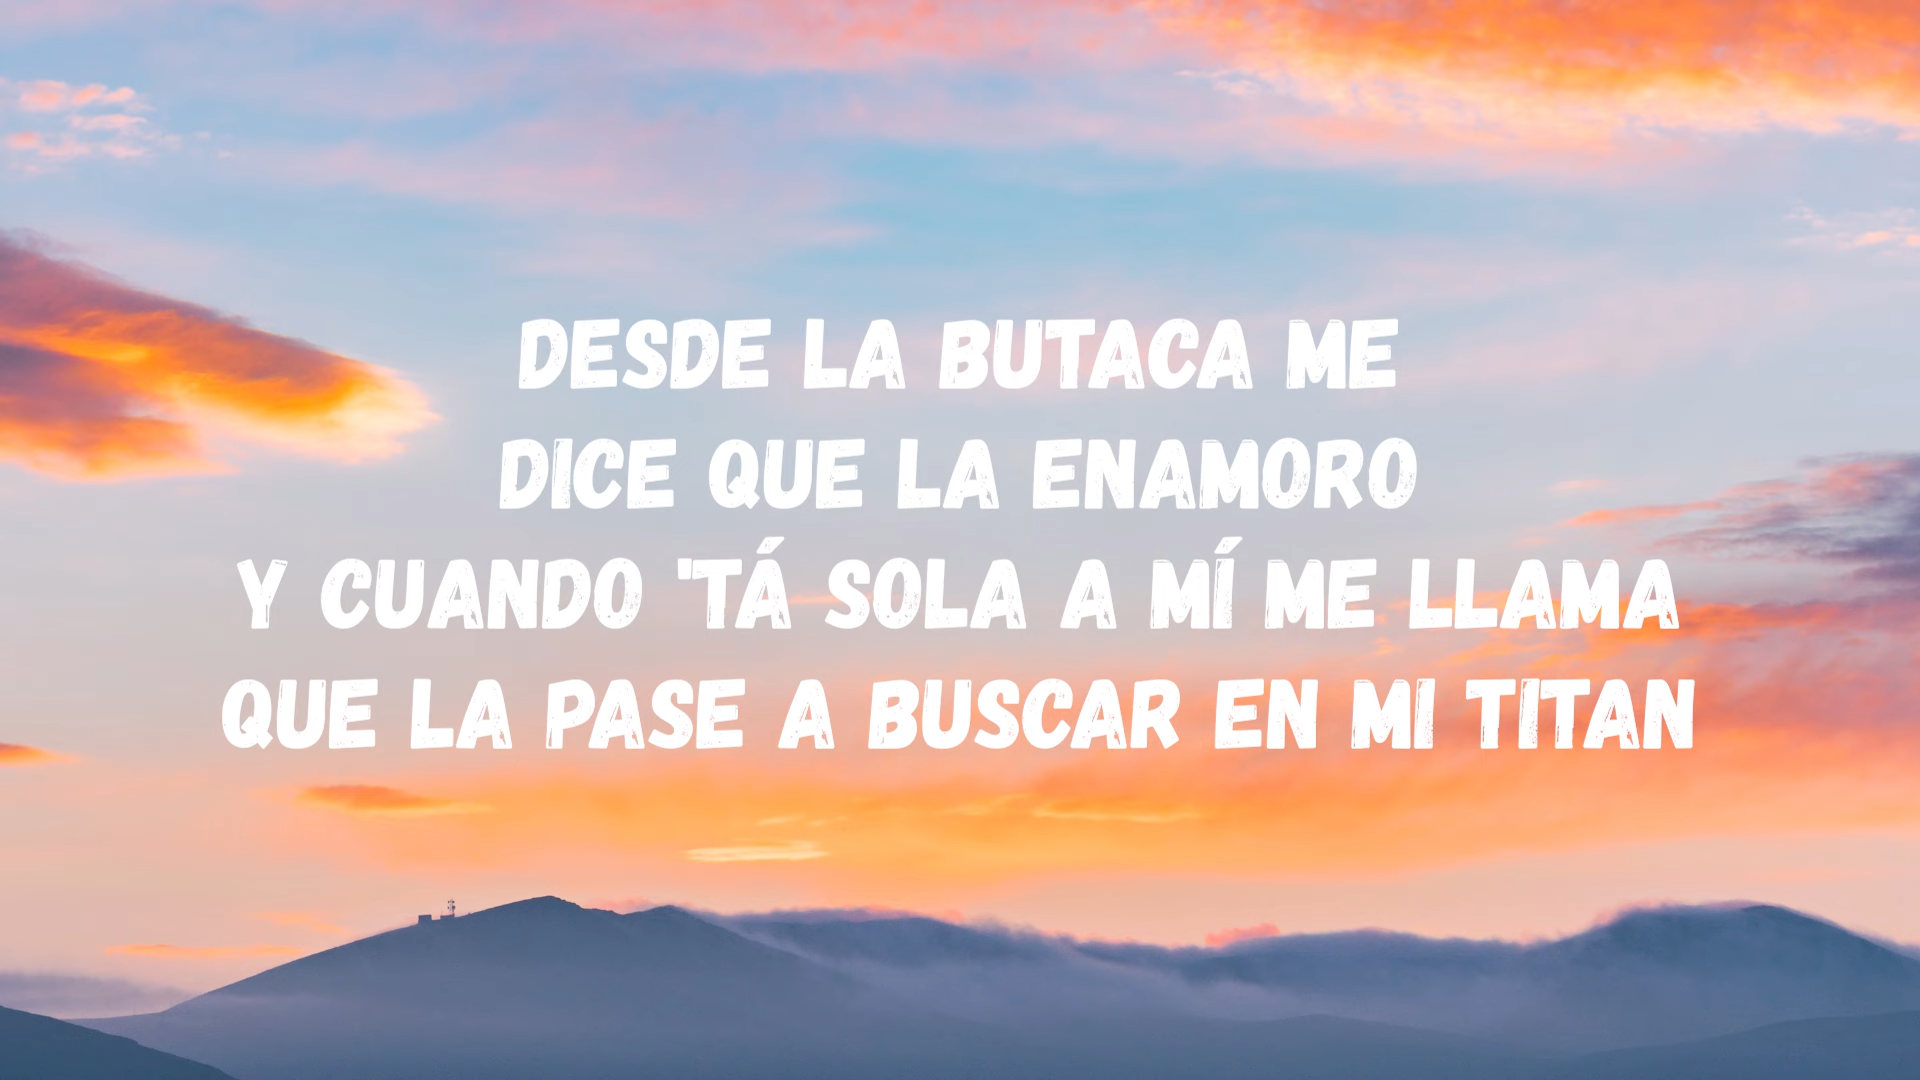 DESDE LA BUTACA ME
DICE QUE LA ENAMORO
Y CUANDO 'TÁ SOLA A MÍ ME LLAMA
QUE LA PASE A BUSCAR EN MI TITAN